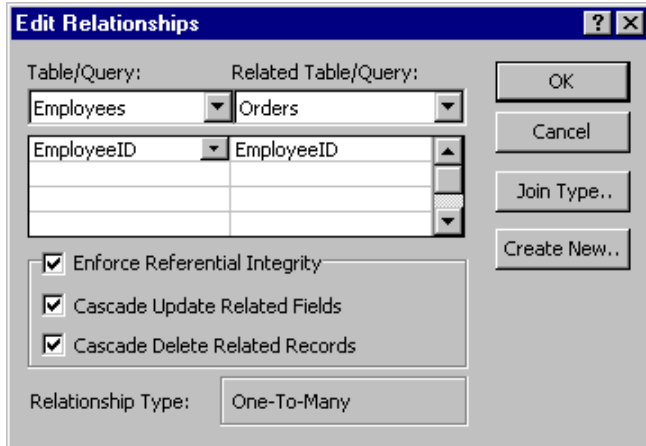 Edit Relationships
Table/Query: Related Table/Query:
Employees Orders
EmployeeID EmployeeID
Enforce Referential Integrity
Cascade Update Related Fields
Cascade Delete Related Records
Relationship Type: One-To-Many
OK
Cancel
Join Type..
Create New..